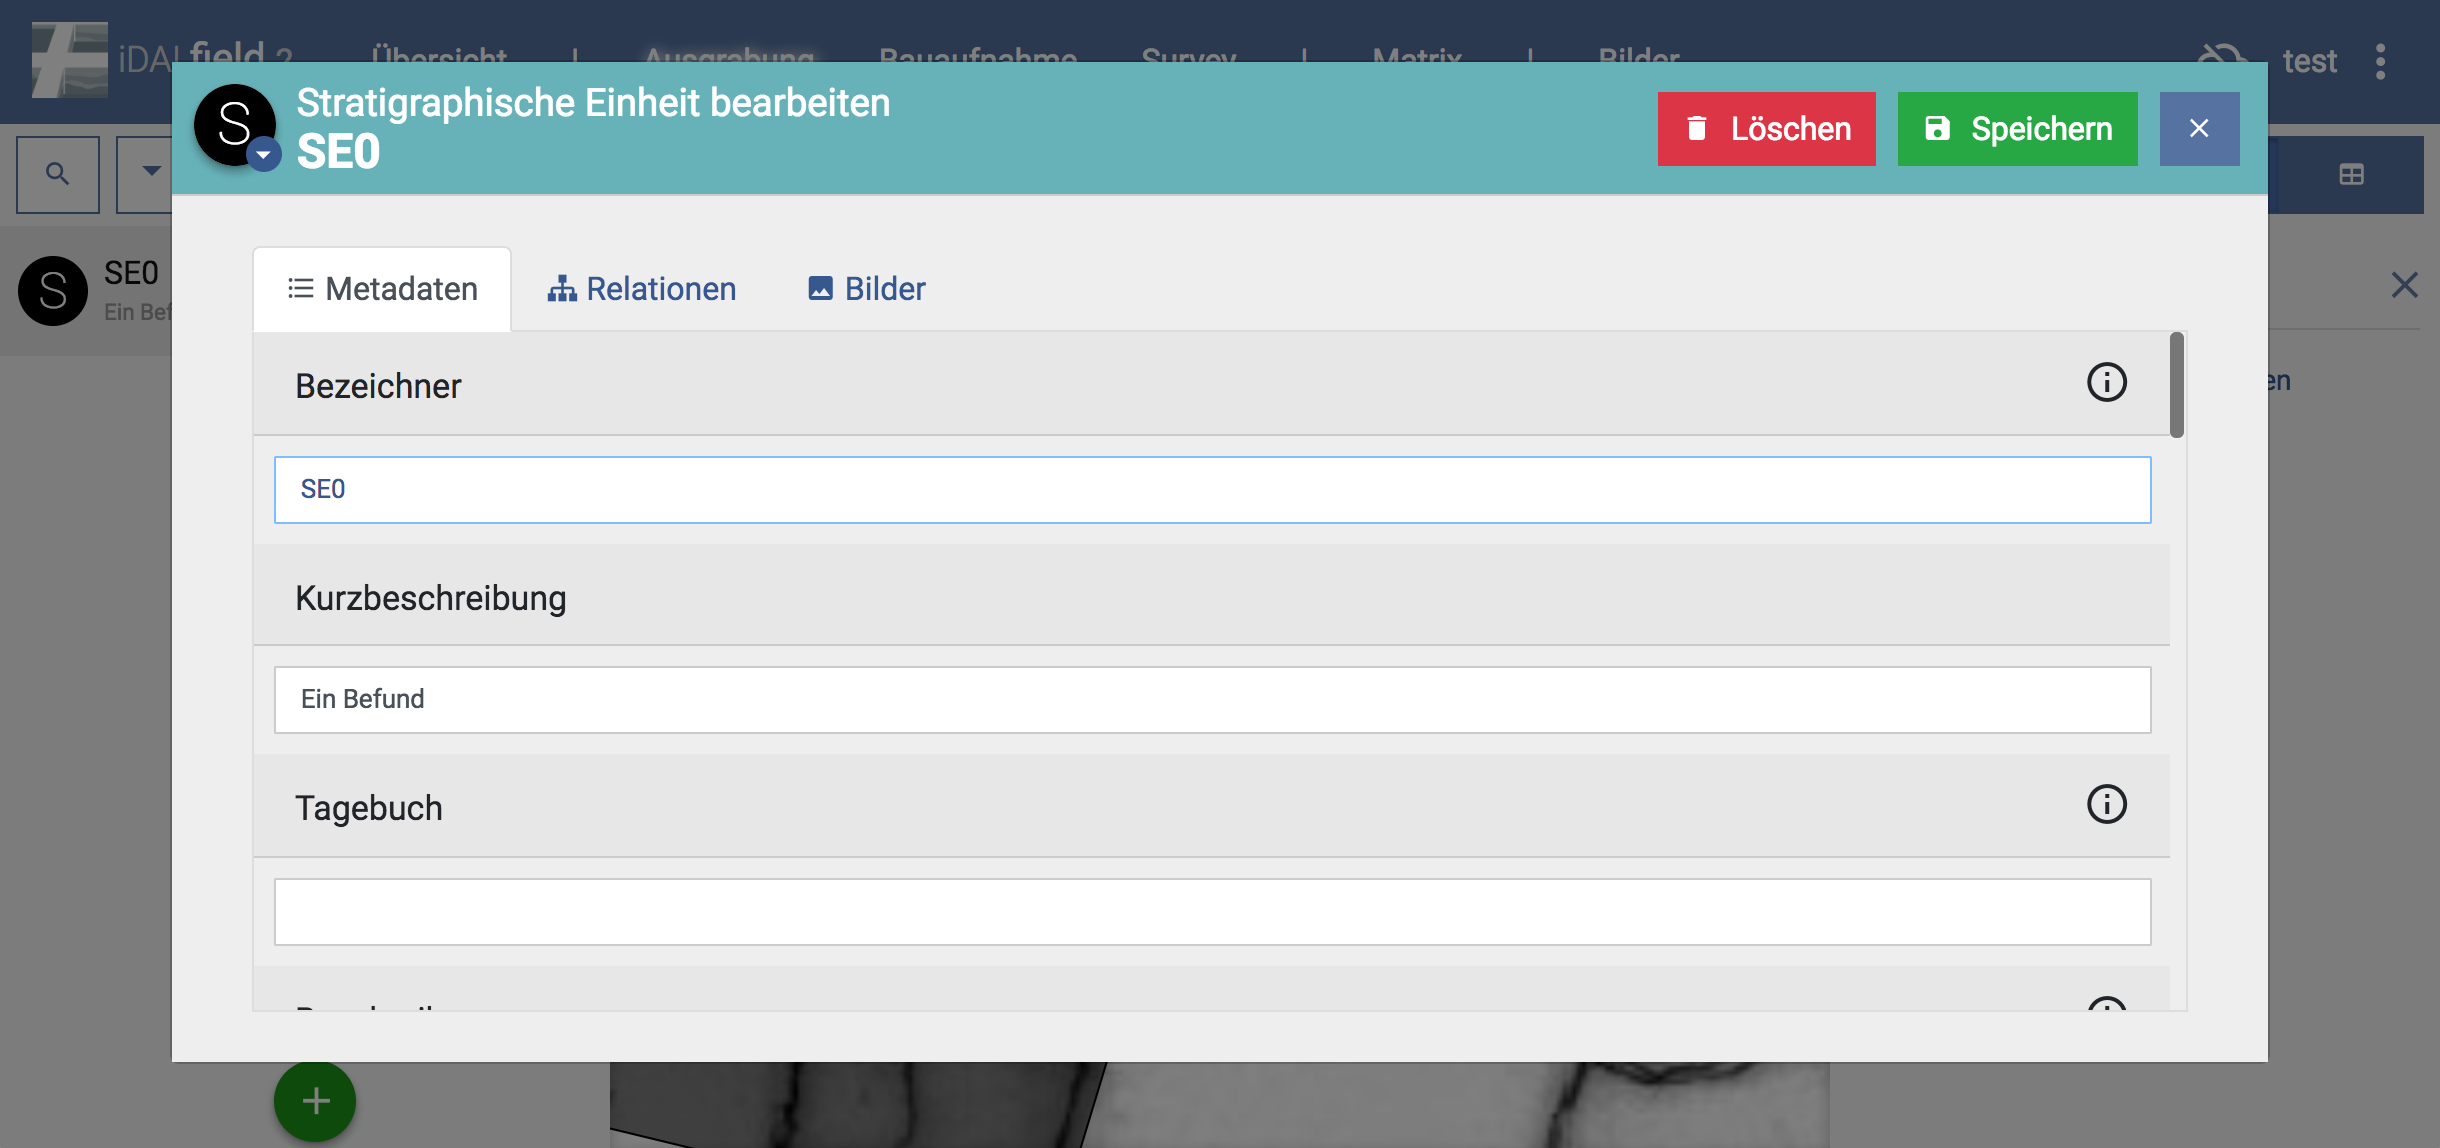 iDAI.field 2 Übersicht | Ausgrabung Bauaufnahme Survey | Matrix | Bilder test
S Stratigraphische Einheit bearbeiten
SE0
Löschen Speichern
S SE0
Ein Bef
Metadaten Relationen Bilder
Bezeichner
SE0
en
Kurzbeschreibung
Ein Befund
Tagebuch